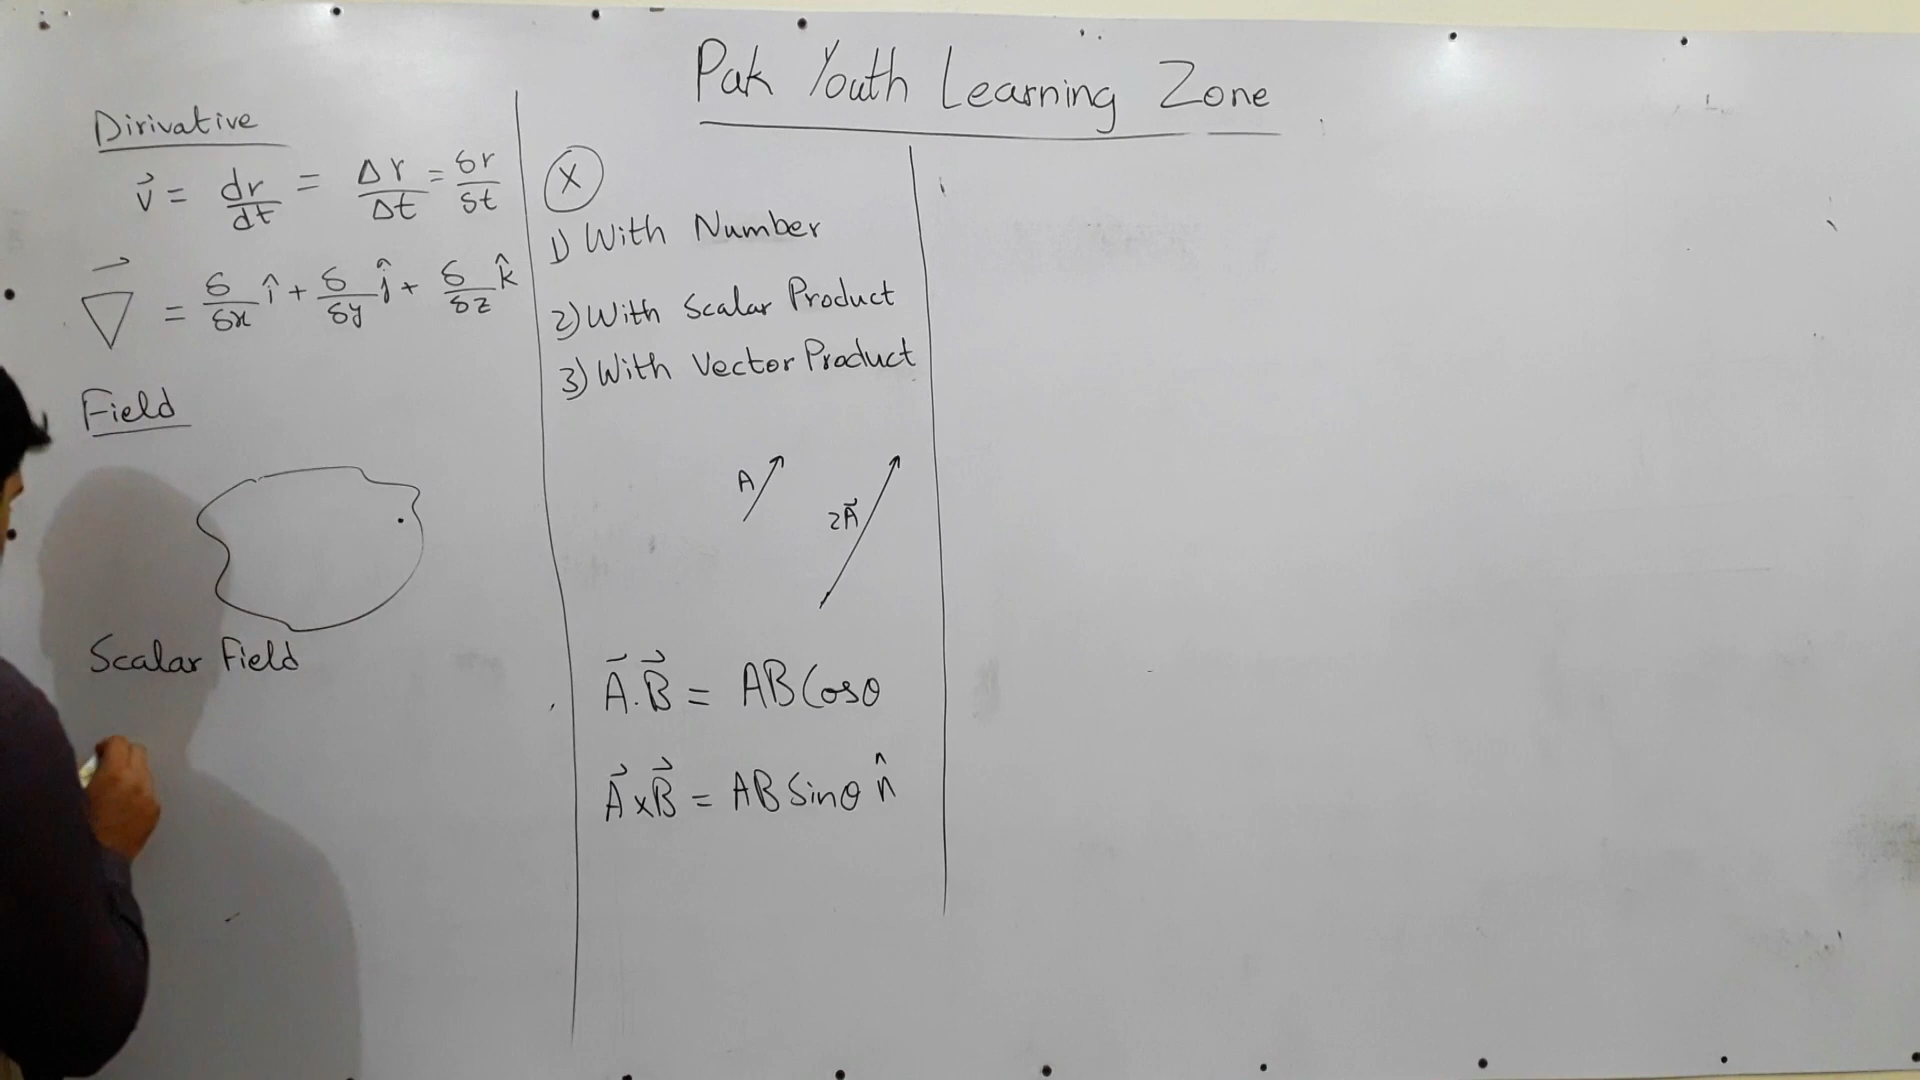 Pak Youth Learning Zone
Dirivative
v⃗ = dr/dt = Δr/Δt = δr/δt
∇⃗ = δ/δx î + δ/δy ĵ + δ/δz k̂
Field
Scalar Field
X
1) With Number
2) With Scalar Product
3) With Vector Product
A
2A⃗
A⃗.B⃗ = AB Cosθ
A⃗xB⃗ = AB Sinθ n̂